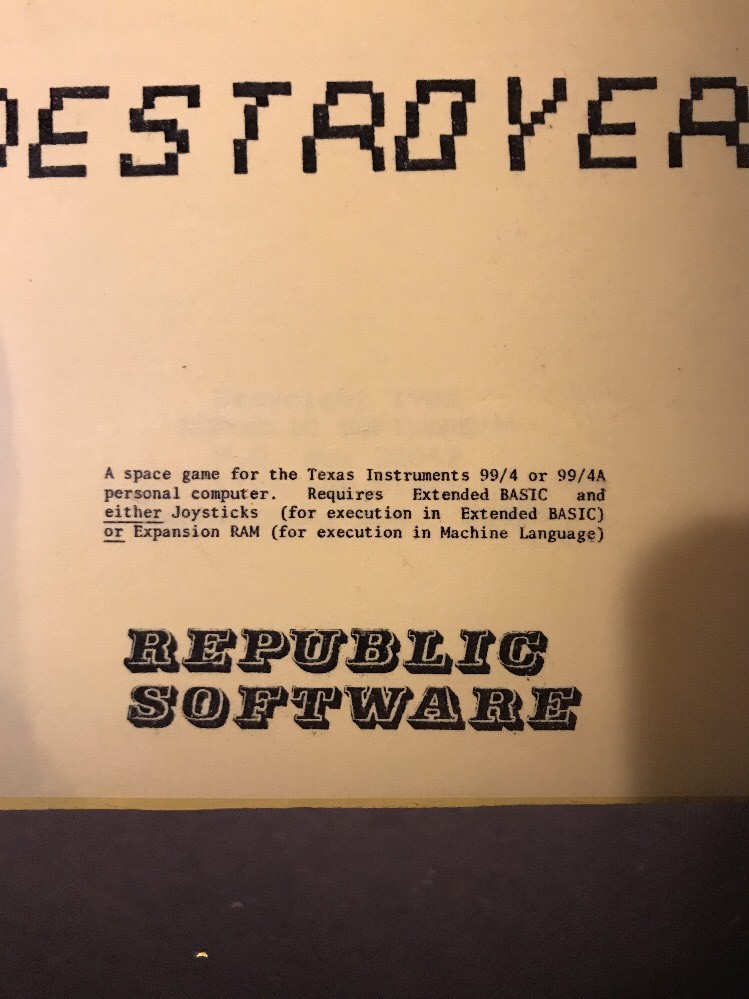 DESTROYER
A space game for the Texas Instruments 99/4 or 99/4A
personal computer. Requires Extended BASIC and
either Joysticks (for execution in Extended BASIC)
or Expansion RAM (for execution in Machine Language)
REPUBLIC
SOFTWARE